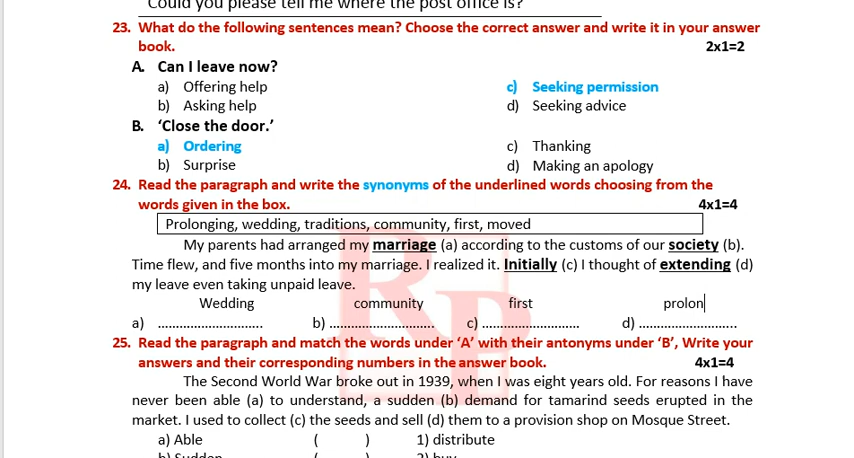 Could you please tell me where the post office is?
23. What do the following sentences mean? Choose the correct answer and write it in your answer
book. 2x1=2
A. Can I leave now?
a) Offering help c) Seeking permission
b) Asking help d) Seeking advice
B. ‘Close the door.’
a) Ordering c) Thanking
b) Surprise d) Making an apology
24. Read the paragraph and write the synonyms of the underlined words choosing from the
words given in the box. 4x1=4
Prolonging, wedding, traditions, community, first, moved
My parents had arranged my marriage (a) according to the customs of our society (b).
Time flew, and five months into my marriage. I realized it. Initially (c) I thought of extending (d)
my leave even taking unpaid leave.
Wedding community first prolon
a) ............................. b) ............................. c) ........................... d) ...........................
25. Read the paragraph and match the words under ‘A’ with their antonyms under ‘B’, Write your
answers and their corresponding numbers in the answer book. 4x1=4
The Second World War broke out in 1939, when I was eight years old. For reasons I have
never been able (a) to understand, a sudden (b) demand for tamarind seeds erupted in the
market. I used to collect (c) the seeds and sell (d) them to a provision shop on Mosque Street.
a) Able ( ) 1) distribute
b) Sudden ( ) 2) buy
RP